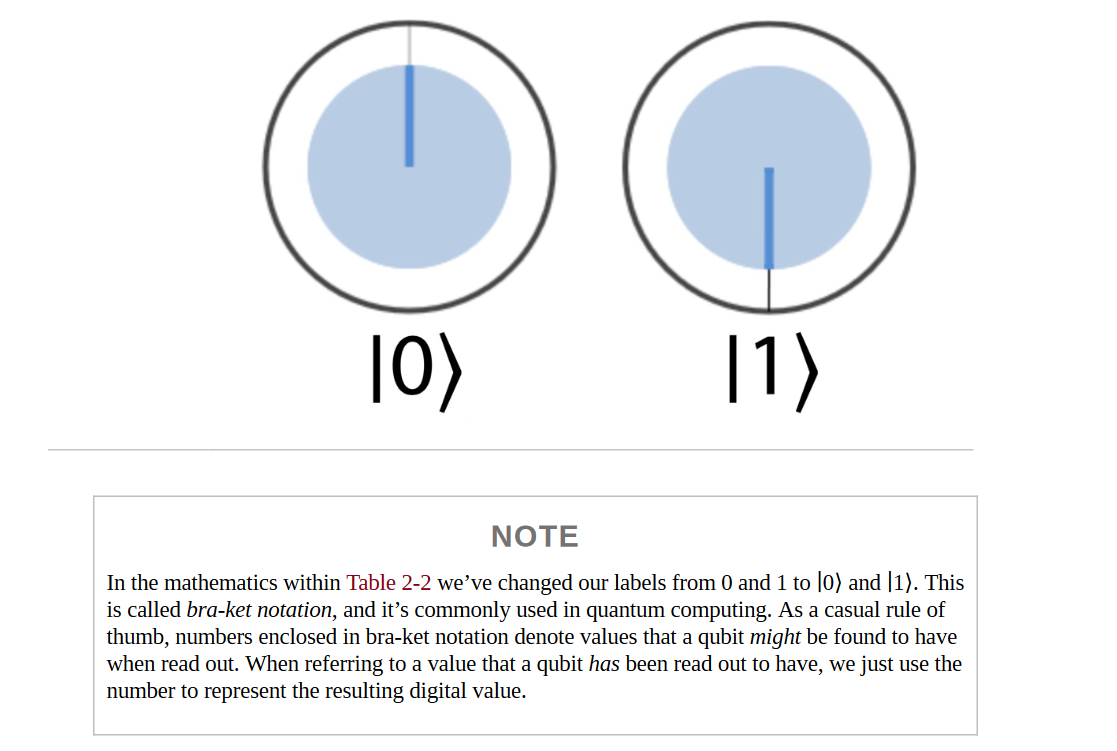 |0⟩ |1⟩
NOTE
In the mathematics within Table 2-2 we’ve changed our labels from 0 and 1 to |0⟩ and |1⟩. This
is called bra-ket notation, and it’s commonly used in quantum computing. As a casual rule of
thumb, numbers enclosed in bra-ket notation denote values that a qubit might be found to have
when read out. When referring to a value that a qubit has been read out to have, we just use the
number to represent the resulting digital value.